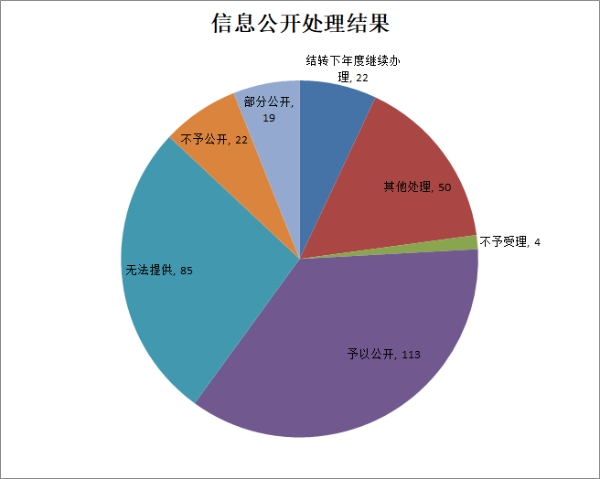 信息公开处理结果
结转下年度继续办
理, 22
部分公开,
19
不予公开, 22
其他处理, 50
不予受理, 4
无法提供, 85
予以公开, 113